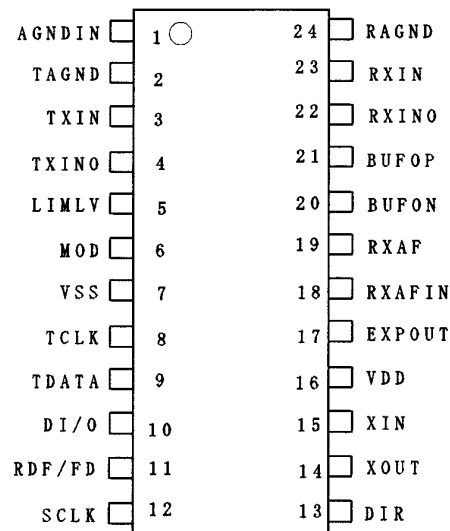 AGNDIN 1 24 RAGND
TAGND 2 23 RXIN
TXIN 3 22 RXINO
TXINO 4 21 BUFOP
LIMLV 5 20 BUFON
MOD 6 19 RXAF
VSS 7 18 RXAFIN
TCLK 8 17 EXPOUT
TDATA 9 16 VDD
DI/O 10 15 XIN
RDF/FD 11 14 XOUT
SCLK 12 13 DIR